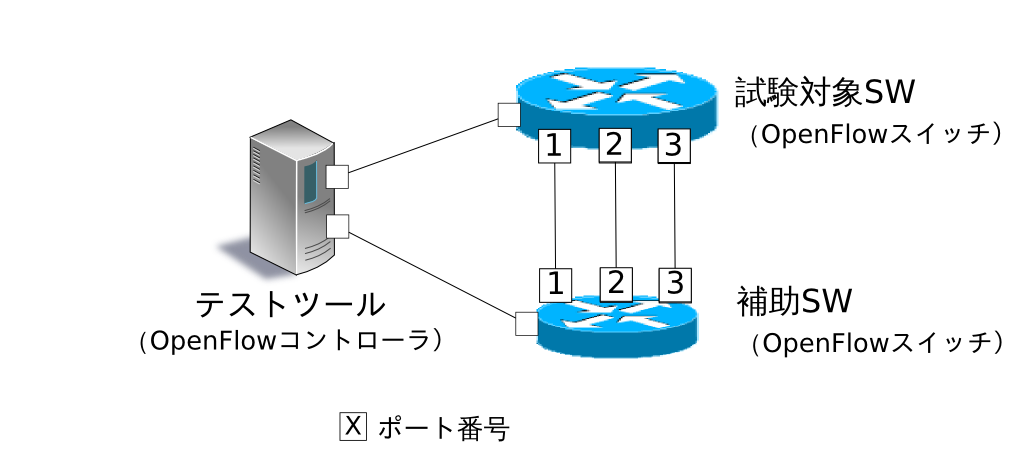 試験対象SW
（OpenFlowスイッチ）
1 2 3
1 2 3
テストツール
（OpenFlowコントローラ）
補助SW
（OpenFlowスイッチ）
X ポート番号